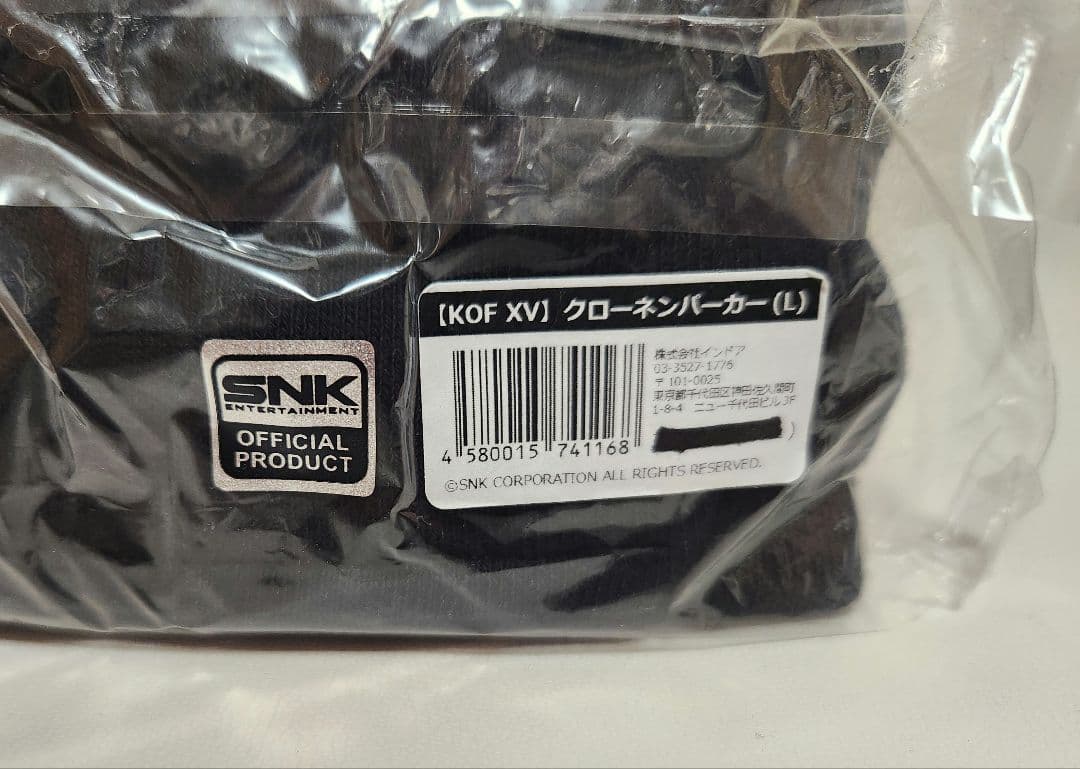 SNK
ENTERTAINMENT
OFFICIAL
PRODUCT
【KOF XV】クローネンパーカー(L)
株式会社インドア
03-3527-1776
〒101-0025
東京都千代田区神田佐久間町
1-8-4 ニュー千代田ビル3F
)
4 580015 741168
©SNK CORPORATION ALL RIGHTS RESERVED.